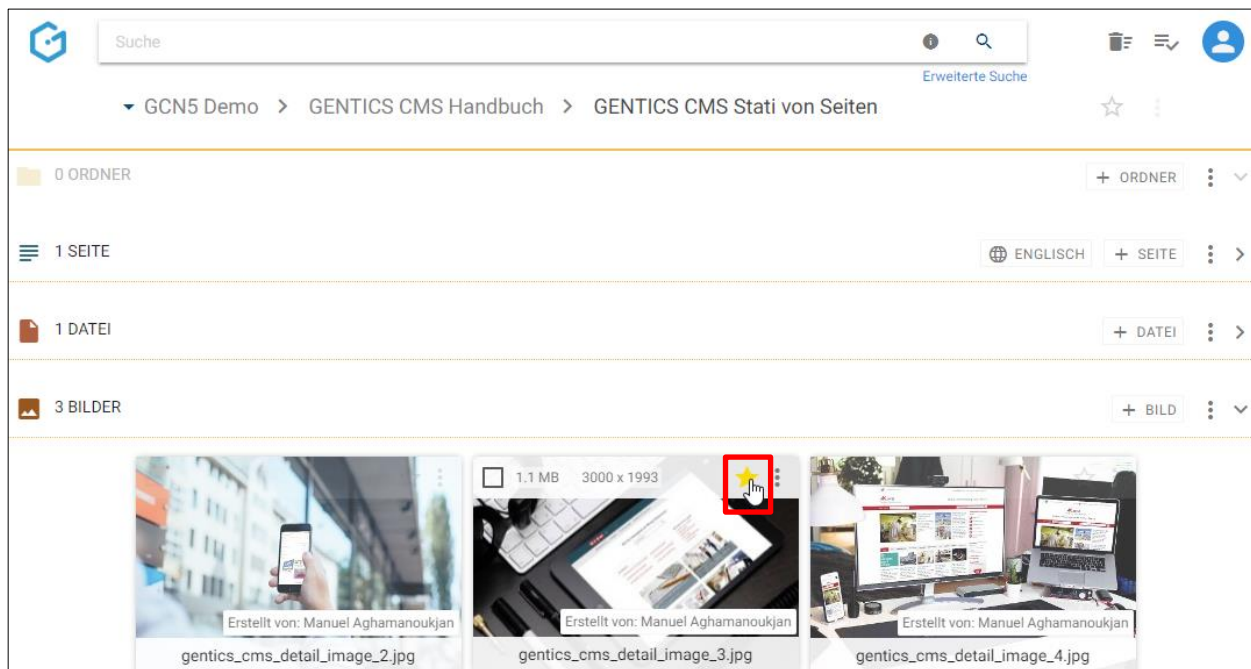 Suche
Erweiterte Suche
GCN5 Demo > GENTICS CMS Handbuch > GENTICS CMS Stati von Seiten
0 ORDNER
+ ORDNER
1 SEITE
ENGLISCH
+ SEITE
1 DATEI
+ DATEI
3 BILDER
+ BILD
1.1 MB 3000 x 1993
Erstellt von: Manuel Aghamanoukjan
Erstellt von: Manuel Aghamanoukjan
Erstellt von: Manuel Aghamanoukjan
gentics_cms_detail_image_2.jpg
gentics_cms_detail_image_3.jpg
gentics_cms_detail_image_4.jpg